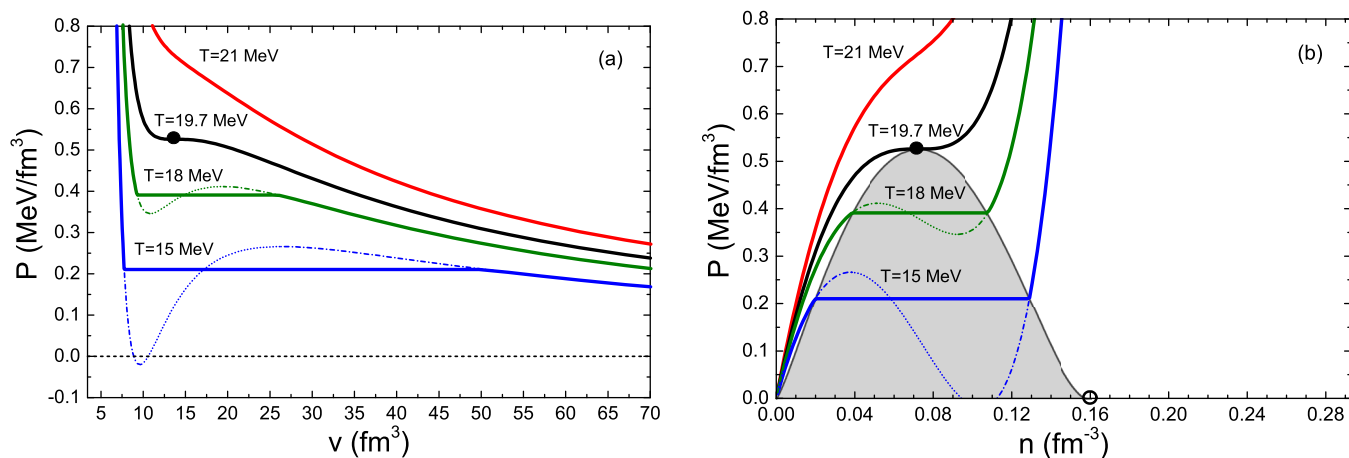 0.8
0.7
0.6
0.5
0.4
0.3
0.2
0.1
0.0
-0.1
P (MeV/fm³)
T=21 MeV
(a)
T=19.7 MeV
T=18 MeV
T=15 MeV
5 10 15 20 25 30 35 40 45 50 55 60 65 70
v (fm³)
0.8
0.7
0.6
0.5
0.4
0.3
0.2
0.1
0.0
P (MeV/fm³)
T=21 MeV
(b)
T=19.7 MeV
T=18 MeV
T=15 MeV
0.00 0.04 0.08 0.12 0.16 0.20 0.24 0.28
n (fm⁻³)